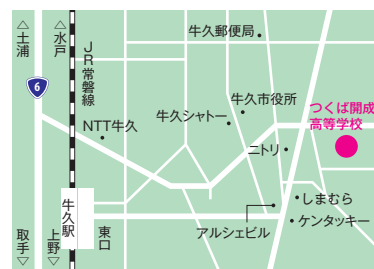 △土浦
△水戸
JR常磐線
6
牛久郵便局
牛久市役所
牛久シャトー
つくば開成
高等学校
NTT牛久
ニトリ
牛久駅
東口
しまむら
ケンタッキー
アルシェビル
取手▽
上野▽